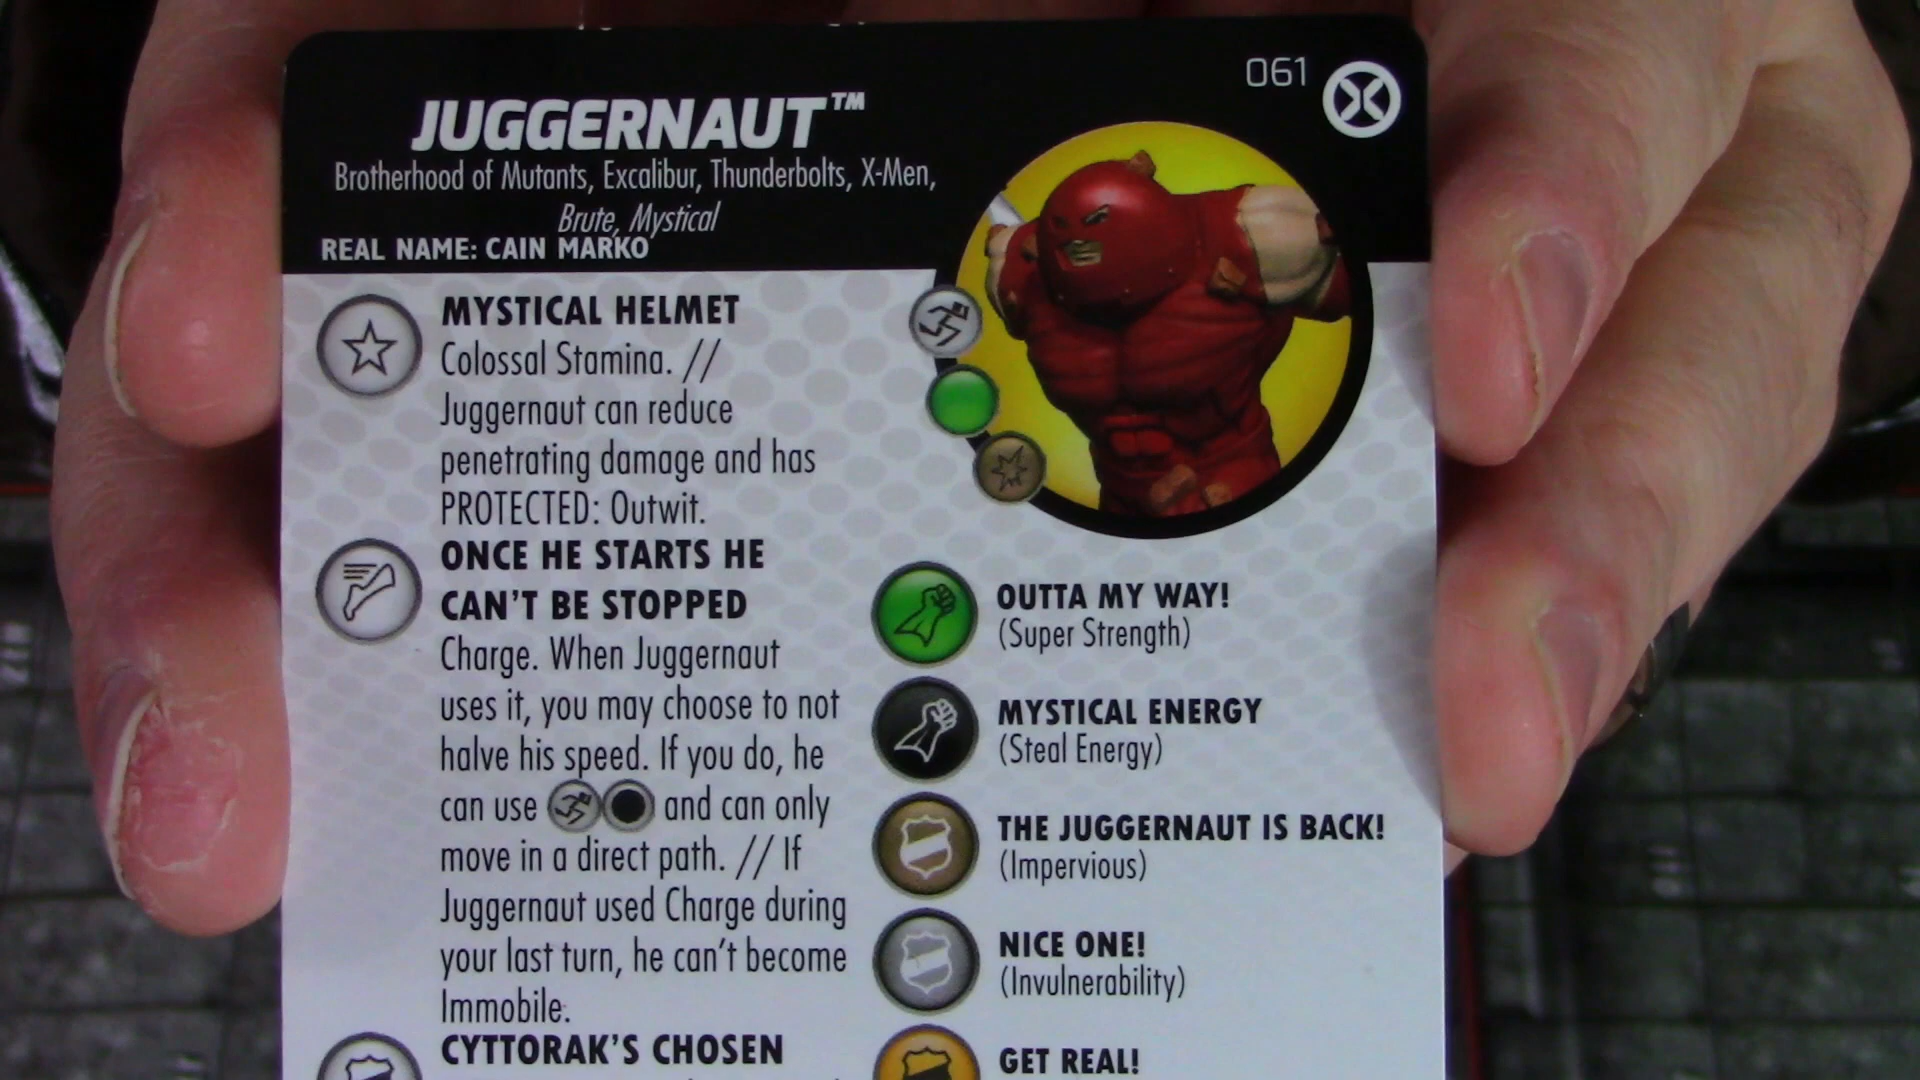 061
JUGGERNAUT™
Brotherhood of Mutants, Excalibur, Thunderbolts, X-Men,
Brute, Mystical
REAL NAME: CAIN MARKO
MYSTICAL HELMET
Colossal Stamina. //
Juggernaut can reduce
penetrating damage and has
PROTECTED: Outwit.
ONCE HE STARTS HE
CAN'T BE STOPPED
Charge. When Juggernaut
uses it, you may choose to not
halve his speed. If you do, he
can use and can only
move in a direct path. // If
Juggernaut used Charge during
your last turn, he can't become
Immobile.
CYTTORAK'S CHOSEN
OUTTA MY WAY!
(Super Strength)
MYSTICAL ENERGY
(Steal Energy)
THE JUGGERNAUT IS BACK!
(Impervious)
NICE ONE!
(Invulnerability)
GET REAL!